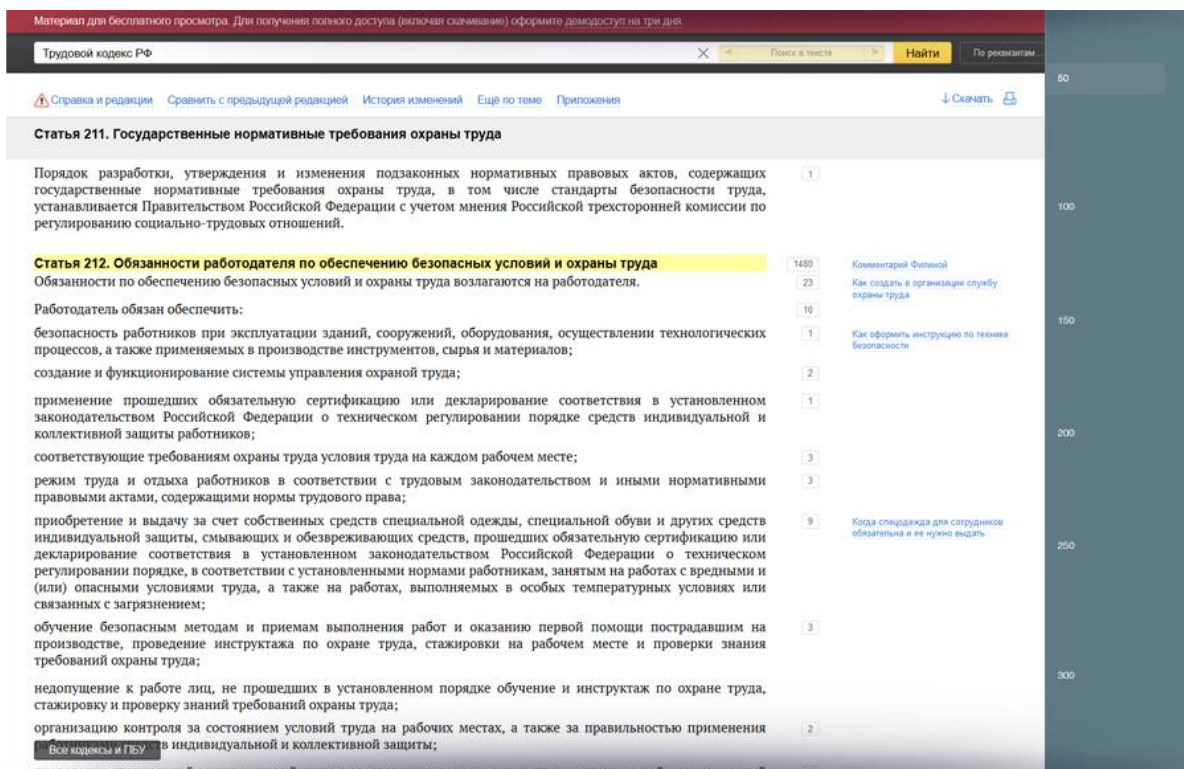 Материал для бесплатного просмотра. Для получения полного доступа (включая скачивание) оформите демодоступ на три дня.
Трудовой кодекс РФ
Поиск в тексте
Найти
По реквизитам...
Справка и редакции Сравнить с предыдущей редакцией История изменений Ещё по теме Приложения
Скачать
50
Статья 211. Государственные нормативные требования охраны труда
Порядок разработки, утверждения и изменения подзаконных нормативных правовых актов, содержащих
1
государственные нормативные требования охраны труда, в том числе стандарты безопасности труда,
устанавливается Правительством Российской Федерации с учетом мнения Российской трехсторонней комиссии по
100
регулированию социально-трудовых отношений.
Статья 212. Обязанности работодателя по обеспечению безопасных условий и охраны труда
1480
Комментарий Филиной
Обязанности по обеспечению безопасных условий и охраны труда возлагаются на работодателя.
23
Как создать в организации службу
охраны труда
Работодатель обязан обеспечить:
10
150
безопасность работников при эксплуатации зданий, сооружений, оборудования, осуществлении технологических
1
Как оформить инструкцию по технике
безопасности
процессов, а также применяемых в производстве инструментов, сырья и материалов;
создание и функционирование системы управления охраной труда;
2
применение прошедших обязательную сертификацию или декларирование соответствия в установленном
1
законодательством Российской Федерации о техническом регулировании порядке средств индивидуальной и
коллективной защиты работников;
200
соответствующие требованиям охраны труда условия труда на каждом рабочем месте;
3
режим труда и отдыха работников в соответствии с трудовым законодательством и иными нормативными
3
правовыми актами, содержащими нормы трудового права;
приобретение и выдачу за счет собственных средств специальной одежды, специальной обуви и других средств
9
Когда спецодежда для сотрудников
обязательна и ее нужно выдать
индивидуальной защиты, смывающих и обезвреживающих средств, прошедших обязательную сертификацию или
декларирование соответствия в установленном законодательством Российской Федерации о техническом
250
регулировании порядке, в соответствии с установленными нормами работникам, занятым на работах с вредными и
(или) опасными условиями труда, а также на работах, выполняемых в особых температурных условиях или
связанных с загрязнением;
обучение безопасным методам и приемам выполнения работ и оказанию первой помощи пострадавшим на
3
производстве, проведение инструктажа по охране труда, стажировки на рабочем месте и проверки знания
требований охраны труда;
300
недопущение к работе лиц, не прошедших в установленном порядке обучение и инструктаж по охране труда,
стажировку и проверку знаний требований охраны труда;
организацию контроля за состоянием условий труда на рабочих местах, а также за правильностью применения
2
Все кодексы и ПБУ
в индивидуальной и коллективной защиты;